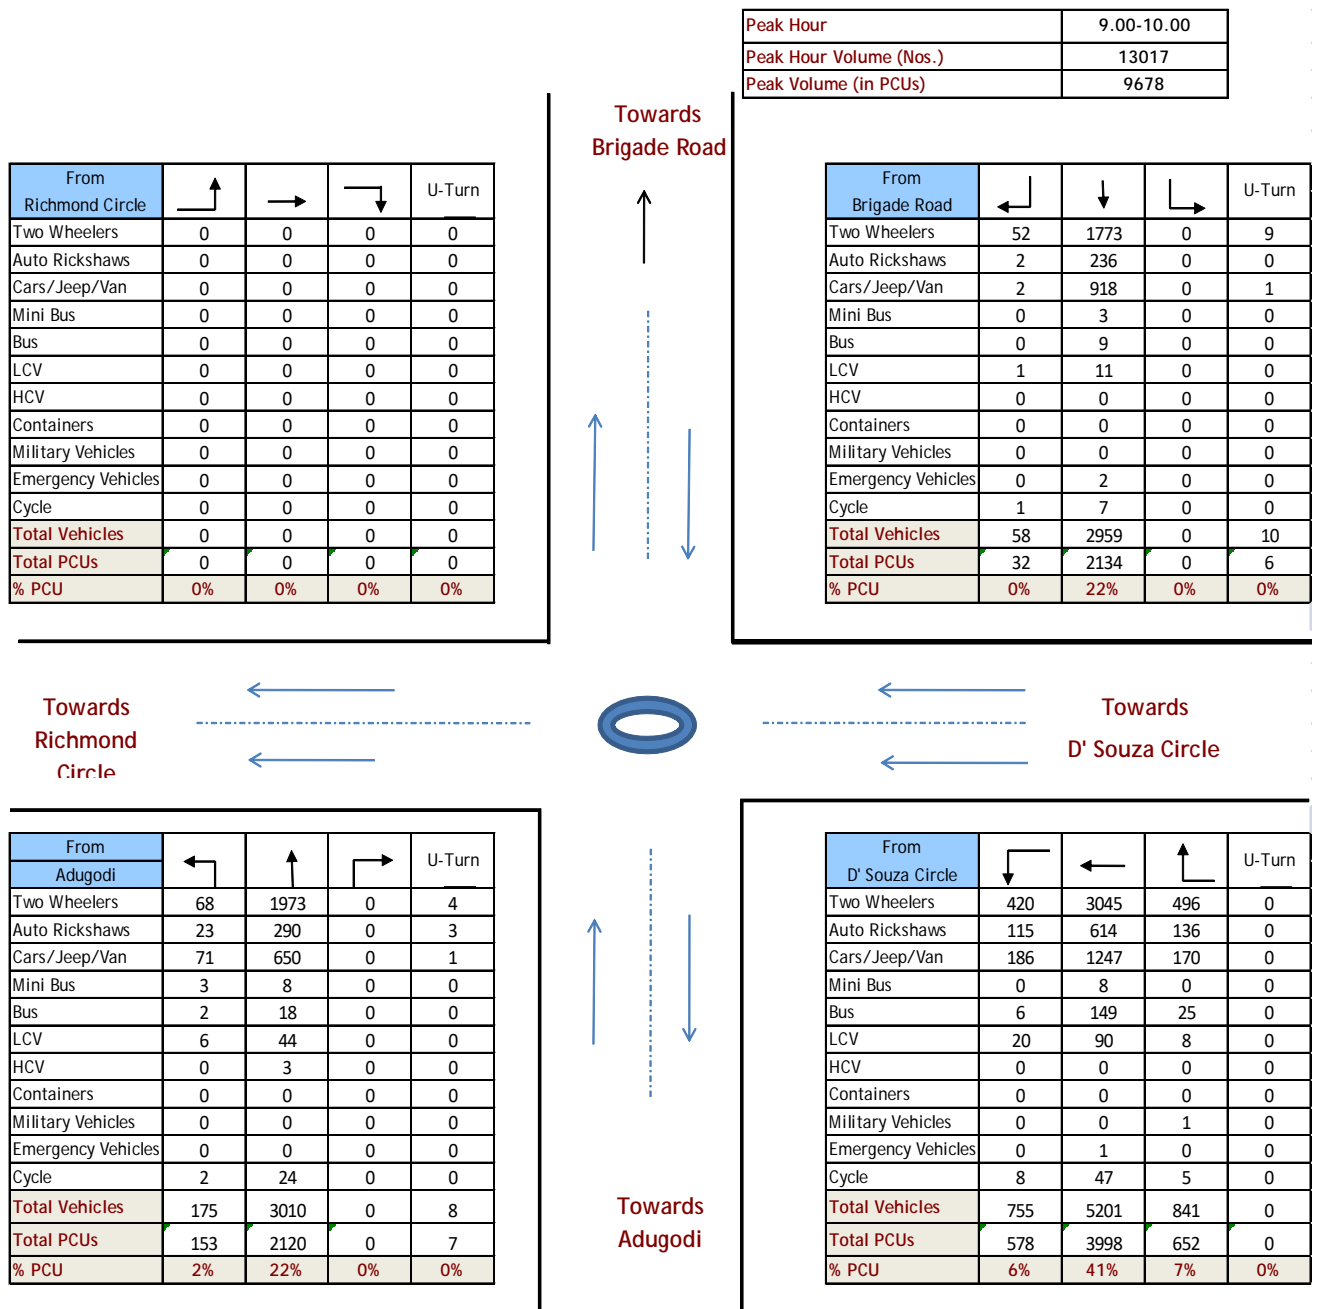 Peak Hour 9.00-10.00
Peak Hour Volume (Nos.) 13017
Peak Volume (in PCUs) 9678
Towards
Brigade Road
From
Richmond Circle U-Turn
Two Wheelers 0 0 0 0
Auto Rickshaws 0 0 0 0
Cars/Jeep/Van 0 0 0 0
Mini Bus 0 0 0 0
Bus 0 0 0 0
LCV 0 0 0 0
HCV 0 0 0 0
Containers 0 0 0 0
Military Vehicles 0 0 0 0
Emergency Vehicles 0 0 0 0
Cycle 0 0 0 0
Total Vehicles 0 0 0 0
Total PCUs 0 0 0 0
% PCU 0% 0% 0% 0%
From
Brigade Road U-Turn
Two Wheelers 52 1773 0 9
Auto Rickshaws 2 236 0 0
Cars/Jeep/Van 2 918 0 1
Mini Bus 0 3 0 0
Bus 0 9 0 0
LCV 1 11 0 0
HCV 0 0 0 0
Containers 0 0 0 0
Military Vehicles 0 0 0 0
Emergency Vehicles 0 2 0 0
Cycle 1 7 0 0
Total Vehicles 58 2959 0 10
Total PCUs 32 2134 0 6
% PCU 0% 22% 0% 0%
Towards
Richmond
Circle
Towards
D' Souza Circle
From
Adugodi U-Turn
Two Wheelers 68 1973 0 4
Auto Rickshaws 23 290 0 3
Cars/Jeep/Van 71 650 0 1
Mini Bus 3 8 0 0
Bus 2 18 0 0
LCV 6 44 0 0
HCV 0 3 0 0
Containers 0 0 0 0
Military Vehicles 0 0 0 0
Emergency Vehicles 0 0 0 0
Cycle 2 24 0 0
Total Vehicles 175 3010 0 8
Total PCUs 153 2120 0 7
% PCU 2% 22% 0% 0%
Towards
Adugodi
From
D' Souza Circle U-Turn
Two Wheelers 420 3045 496 0
Auto Rickshaws 115 614 136 0
Cars/Jeep/Van 186 1247 170 0
Mini Bus 0 8 0 0
Bus 6 149 25 0
LCV 20 90 8 0
HCV 0 0 0 0
Containers 0 0 0 0
Military Vehicles 0 0 1 0
Emergency Vehicles 0 1 0 0
Cycle 8 47 5 0
Total Vehicles 755 5201 841 0
Total PCUs 578 3998 652 0
% PCU 6% 41% 7% 0%